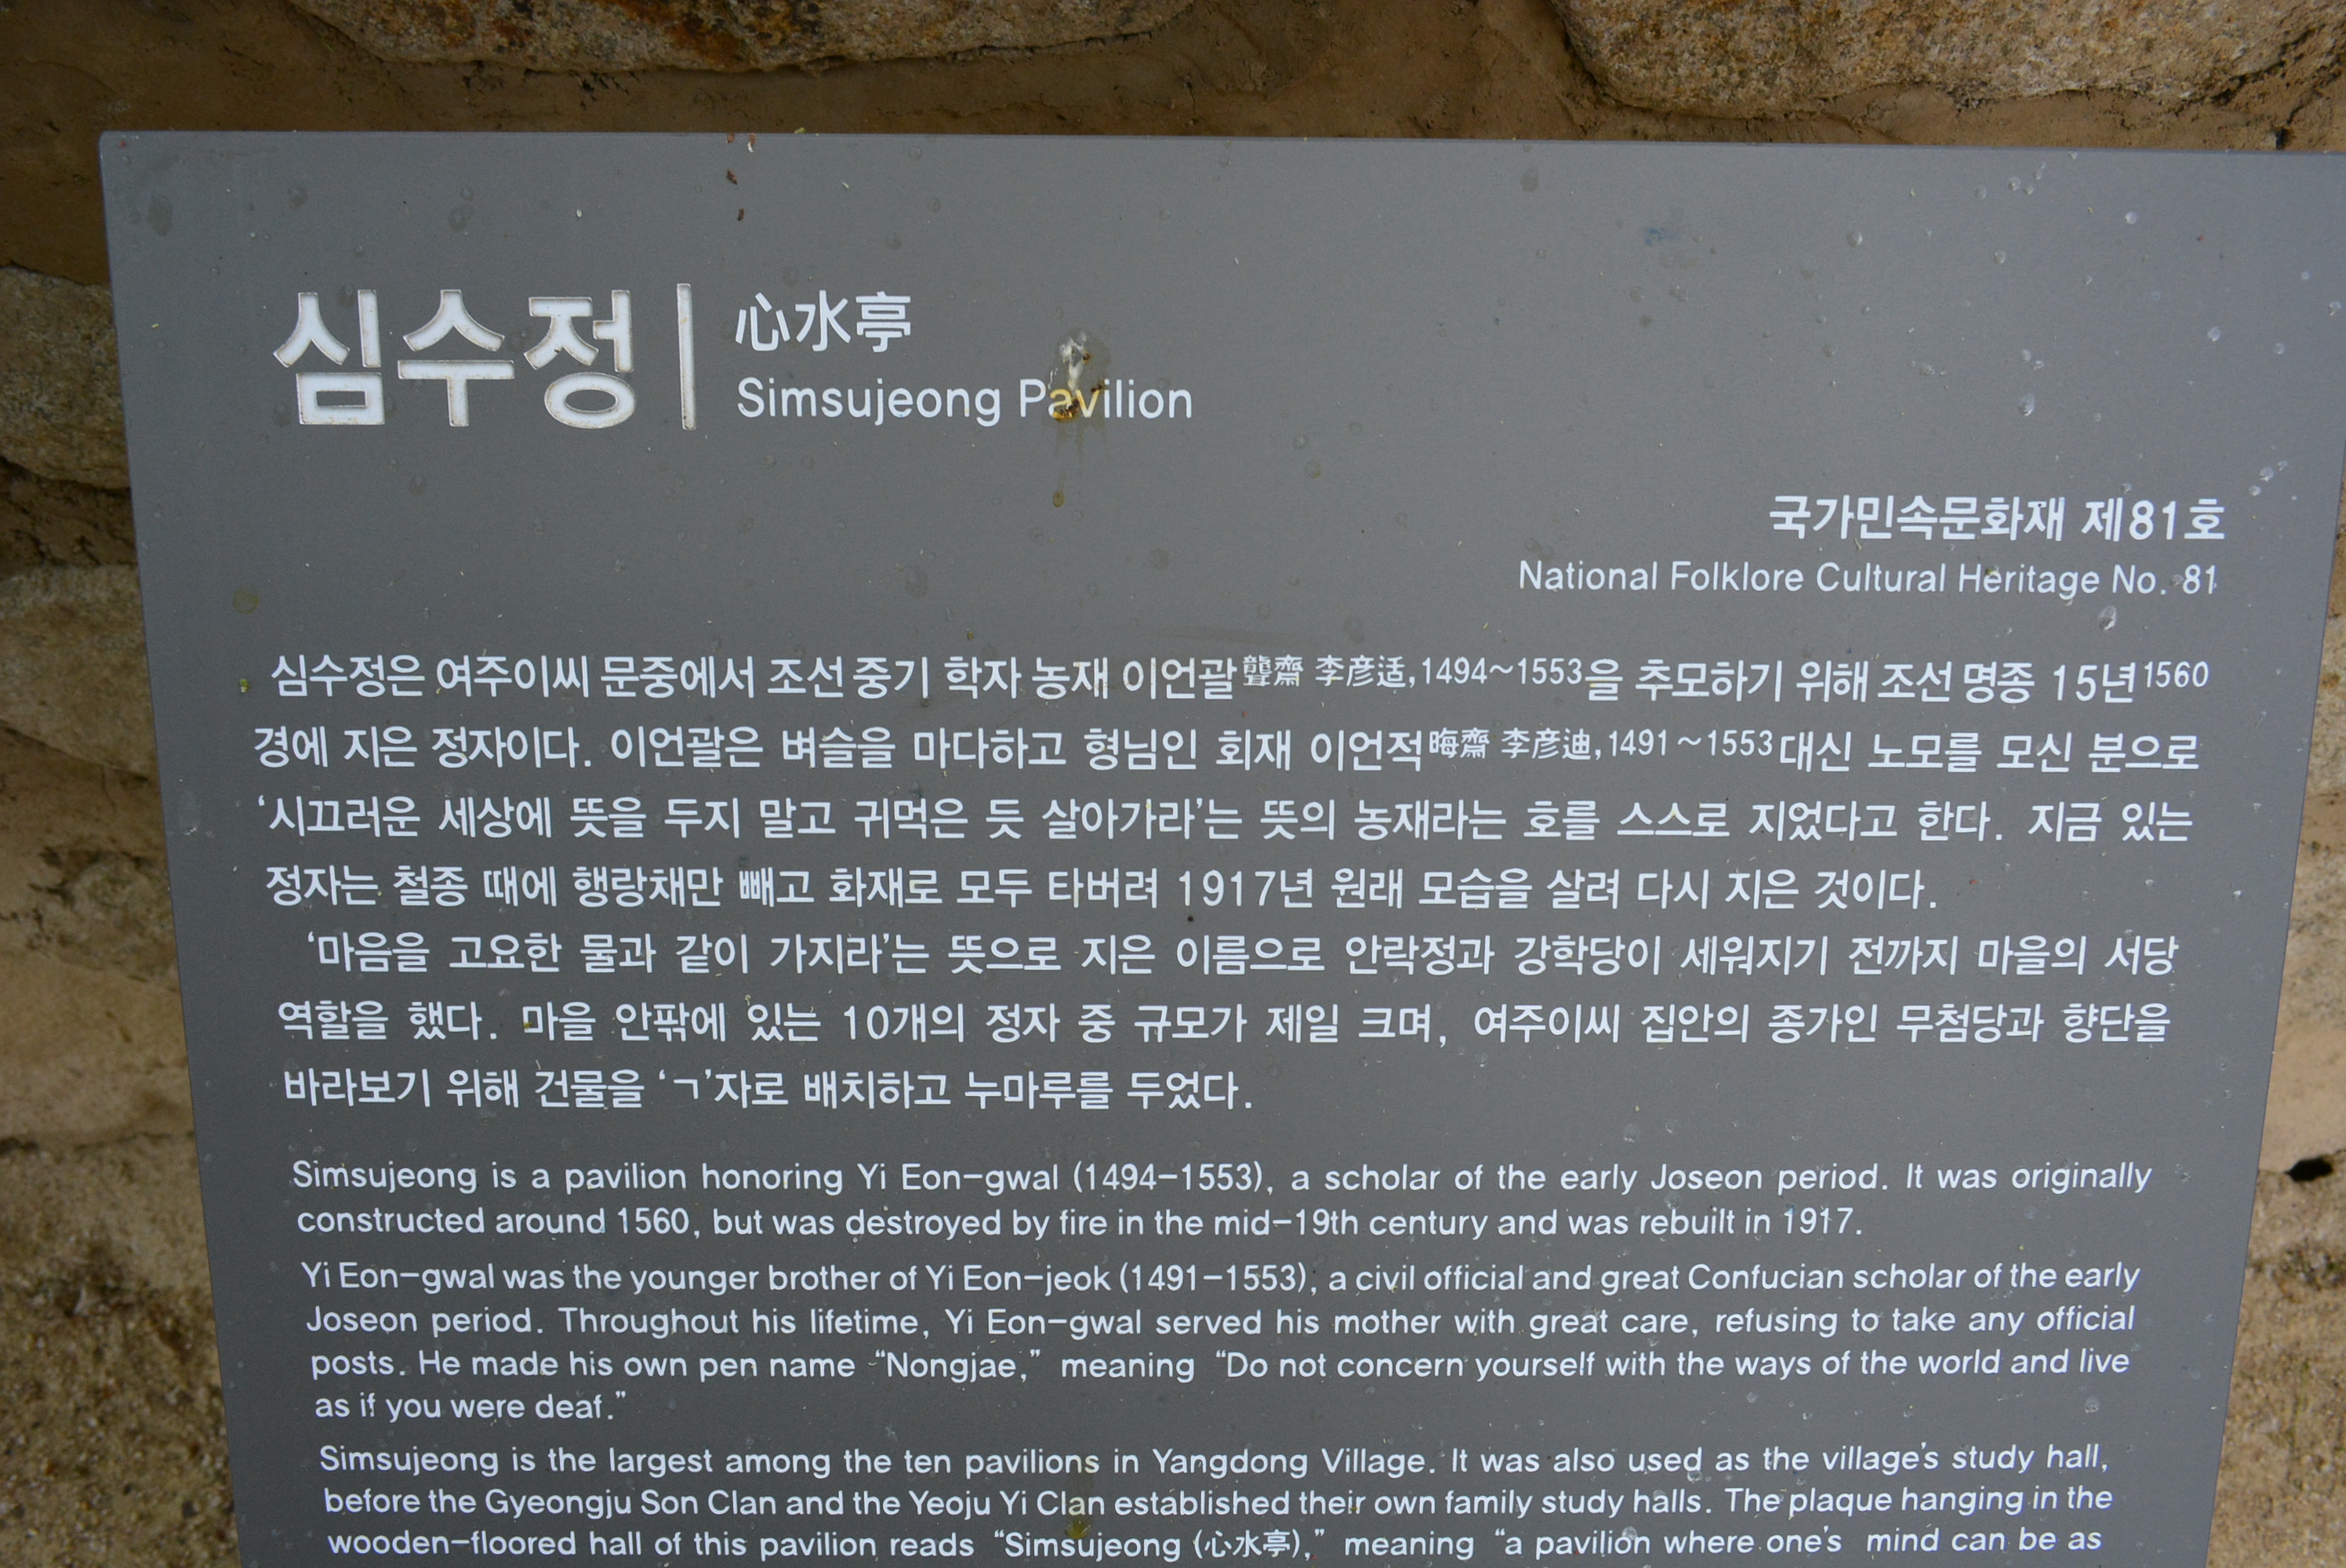 심수정
心水亭
Simsujeong Pavilion
국가민속문화재 제81호
National Folklore Cultural Heritage No. 81
심수정은 여주이씨 문중에서 조선 중기 학자 농재 이언괄聾齋 李彦适,1494~1553을 추모하기 위해 조선 명종 15년1560
경에 지은 정자이다. 이언괄은 벼슬을 마다하고 형님인 회재 이언적晦齋 李彦迪,1491~1553대신 노모를 모신 분으로
‘시끄러운 세상에 뜻을 두지 말고 귀먹은 듯 살아가라’는 뜻의 농재라는 호를 스스로 지었다고 한다. 지금 있는
정자는 철종 때에 행랑채만 빼고 화재로 모두 타버려 1917년 원래 모습을 살려 다시 지은 것이다.
‘마음을 고요한 물과 같이 가지라’는 뜻으로 지은 이름으로 안락정과 강학당이 세워지기 전까지 마을의 서당
역할을 했다. 마을 안팎에 있는 10개의 정자 중 규모가 제일 크며, 여주이씨 집안의 종가인 무첨당과 향단을
바라보기 위해 건물을 ‘ㄱ’자로 배치하고 누마루를 두었다.
Simsujeong is a pavilion honoring Yi Eon-gwal (1494-1553), a scholar of the early Joseon period. It was originally
constructed around 1560, but was destroyed by fire in the mid-19th century and was rebuilt in 1917.
Yi Eon-gwal was the younger brother of Yi Eon-jeok (1491-1553), a civil official and great Confucian scholar of the early
Joseon period. Throughout his lifetime, Yi Eon-gwal served his mother with great care, refusing to take any official
posts. He made his own pen name “Nongjae,” meaning “Do not concern yourself with the ways of the world and live
as if you were deaf.”
Simsujeong is the largest among the ten pavilions in Yangdong Village. It was also used as the village's study hall,
before the Gyeongju Son Clan and the Yeoju Yi Clan established their own family study halls. The plaque hanging in the
wooden-floored hall of this pavilion reads “Simsujeong (心水亭),” meaning “a pavilion where one's mind can be as